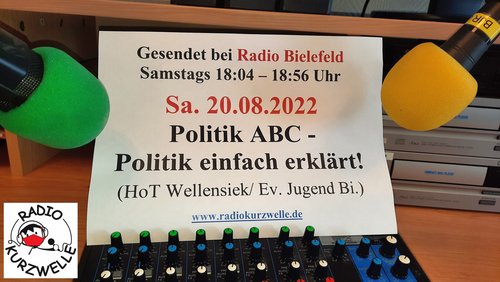 Gesendet bei Radio Bielefeld
Samstags 18:04 – 18:56 Uhr
Sa. 20.08.2022
Politik ABC -
Politik einfach erklärt!
(HoT Wellensiek/ Ev. Jugend Bi.)
www.radiokurzwelle.de
RADIO
KURZWELLE